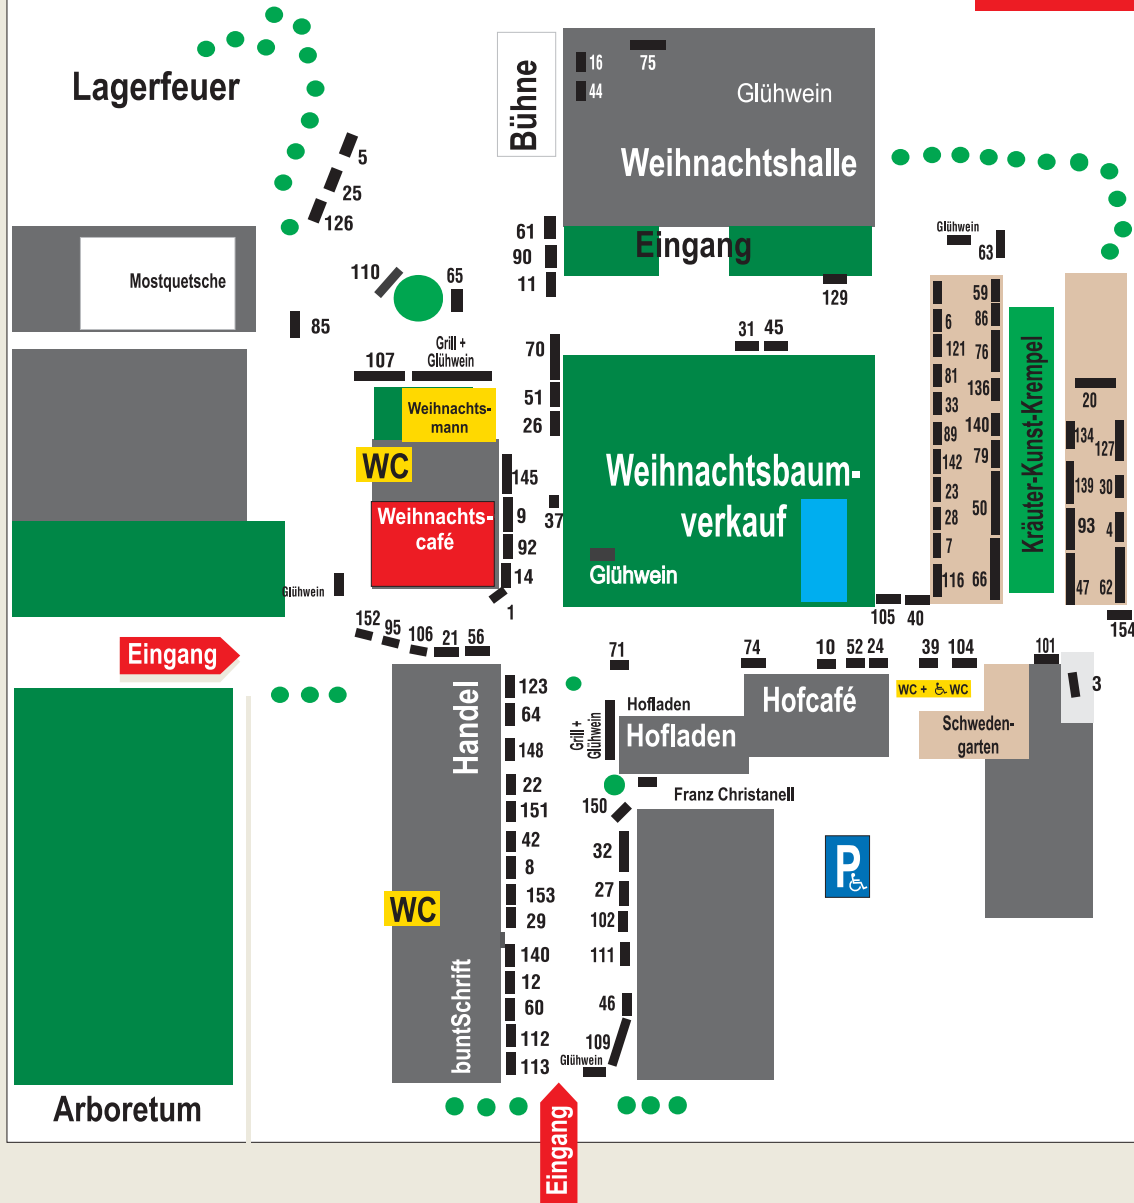 Lagerfeuer
Bühne
16
75
44
Glühwein
Weihnachtshalle
5
25
126
61
Eingang
Glühwein
63
90
Mostquetsche
110
65
11
129
59
85
6
86
31
45
Grill +
Glühwein
107
70
121
76
81
136
20
51
Weihnachts-
mann
33
26
89
140
134
127
WC
142
79
Weihnachtsbaum-
verkauf
145
139
30
23
50
Kräuter-Kunst-Krempel
Weihnachts-
café
9
37
28
93
4
92
7
14
Glühwein
116
66
47
62
Glühwein
1
105
40
154
152
95
106
21
56
Eingang
71
74
10
52
24
39
104
101
3
123
WC + WC
Handel
64
Hofladen
Hofladen
Hofcafé
Schweden-
garten
Grill +
Glühwein
148
22
Franz Christanell
151
150
42
32
8
P
153
27
WC
29
102
140
111
buntSchrift
12
60
46
112
109
113
Glühwein
Arboretum
Eingang